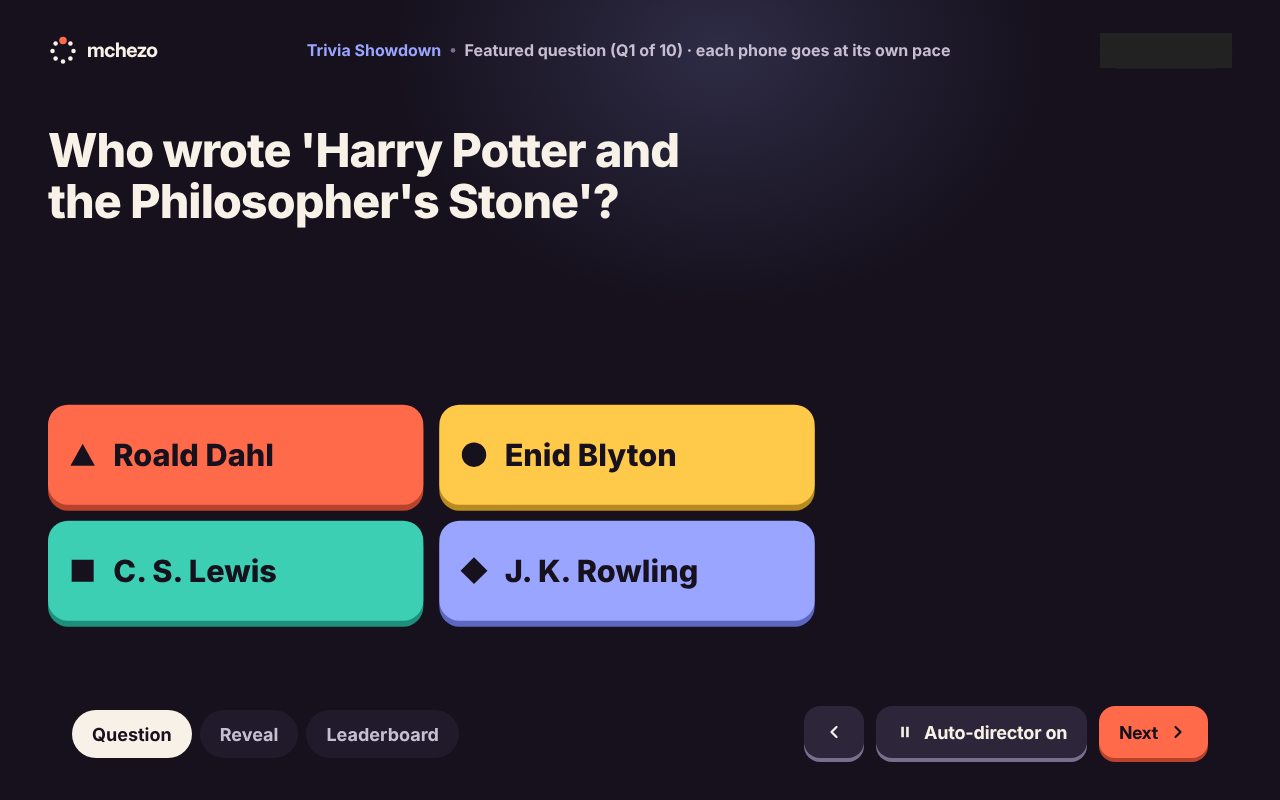 mchezo
Trivia Showdown • Featured question (Q1 of 10) · each phone goes at its own pace
Who wrote 'Harry Potter and
the Philosopher's Stone'?
Roald Dahl
Enid Blyton
C. S. Lewis
J. K. Rowling
Question
Reveal
Leaderboard
Auto-director on
Next